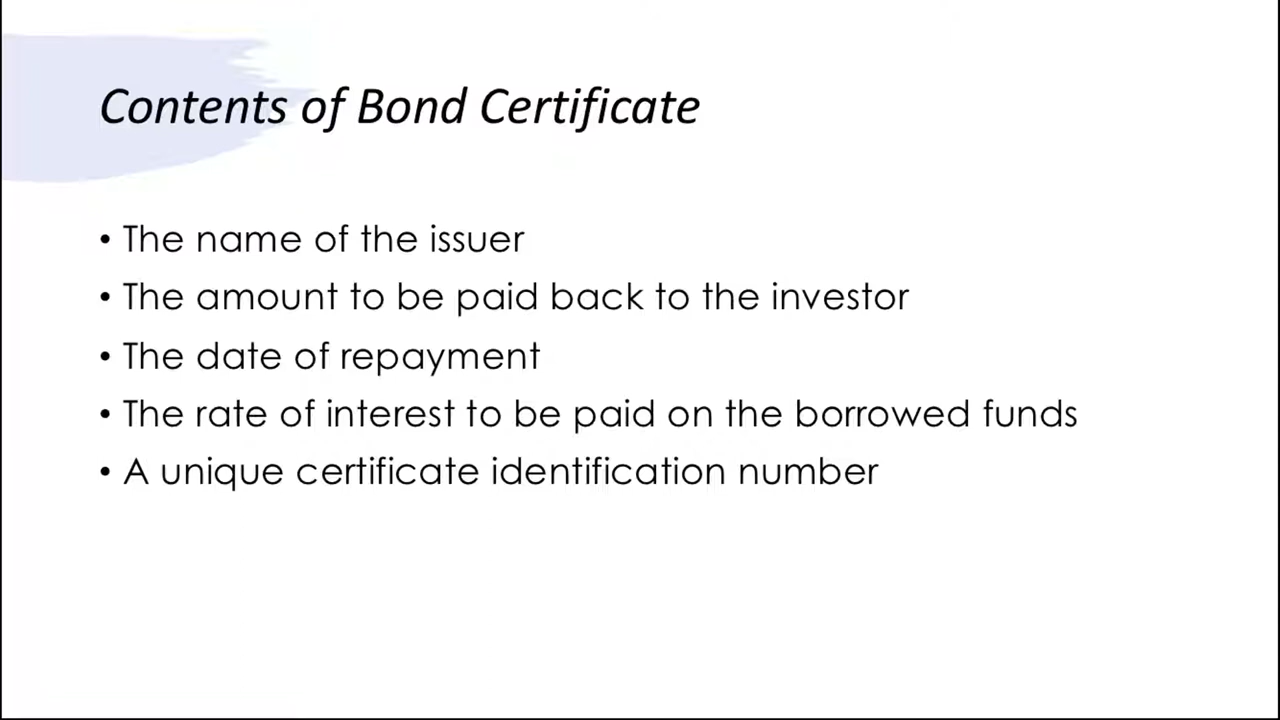 Contents of Bond Certificate
• The name of the issuer
• The amount to be paid back to the investor
• The date of repayment
• The rate of interest to be paid on the borrowed funds
• A unique certificate identification number